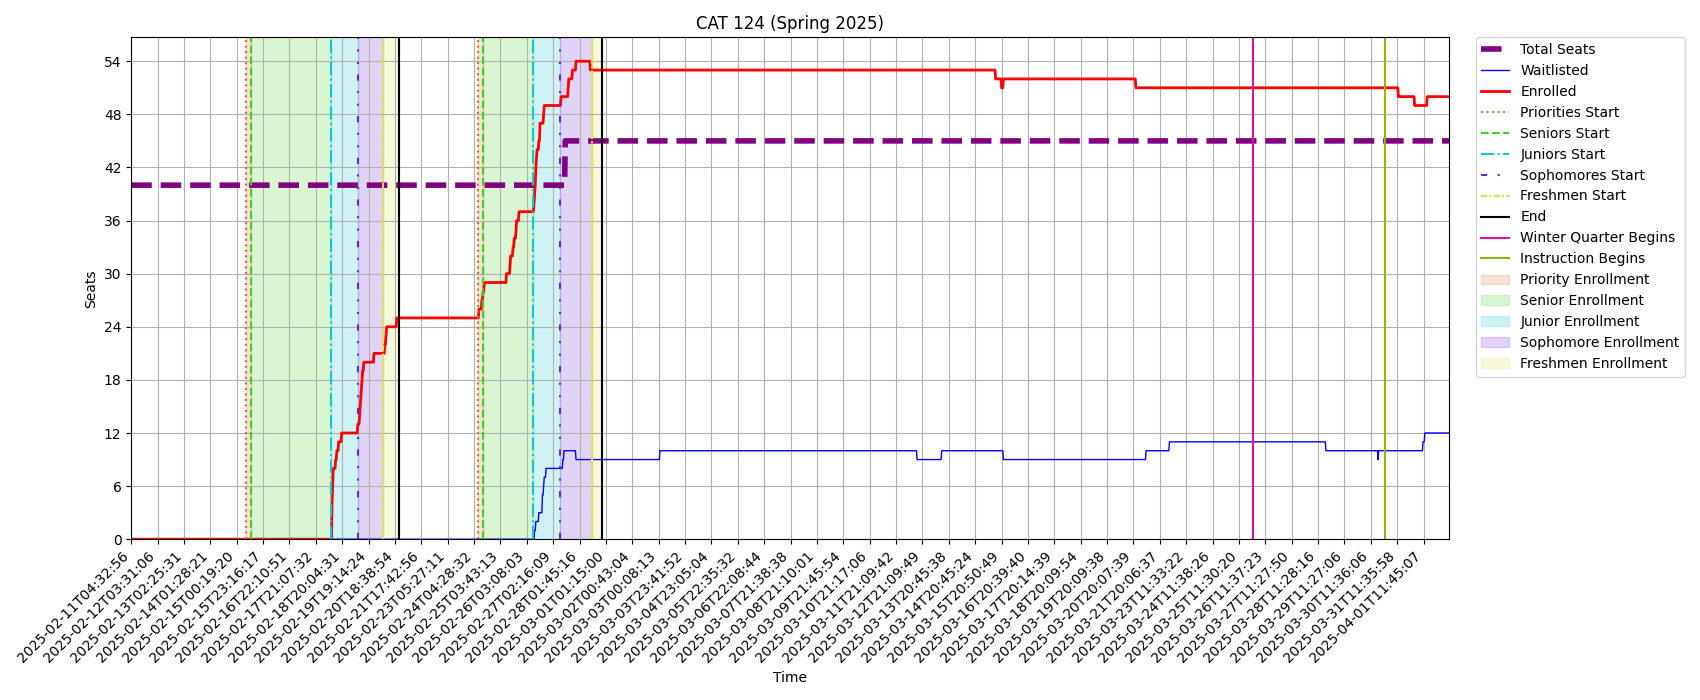 CAT 124 (Spring 2025)
Seats
54
48
42
36
30
24
18
12
6
0
2025-02-11T04:32:56
2025-02-12T03:31:06
2025-02-13T02:25:31
2025-02-14T01:28:21
2025-02-15T00:19:20
2025-02-15T23:16:17
2025-02-16T22:10:51
2025-02-17T21:07:32
2025-02-18T20:04:31
2025-02-19T19:14:24
2025-02-20T18:38:54
2025-02-21T17:42:56
2025-02-23T05:27:11
2025-02-24T04:28:32
2025-02-25T03:43:13
2025-02-26T03:08:03
2025-02-27T02:16:09
2025-02-28T01:45:16
2025-03-01T01:15:00
2025-03-02T00:43:04
2025-03-03T00:08:13
2025-03-03T23:41:52
2025-03-04T23:05:04
2025-03-05T22:35:32
2025-03-06T22:08:44
2025-03-07T21:38:38
2025-03-08T21:10:01
2025-03-09T21:45:54
2025-03-10T21:17:06
2025-03-11T21:09:42
2025-03-12T21:09:49
2025-03-13T20:45:38
2025-03-14T20:45:24
2025-03-15T20:50:49
2025-03-16T20:39:40
2025-03-17T20:14:39
2025-03-18T20:09:54
2025-03-19T20:09:38
2025-03-20T20:07:39
2025-03-21T20:06:37
2025-03-23T11:33:22
2025-03-24T11:38:26
2025-03-25T11:30:20
2025-03-26T11:37:23
2025-03-27T11:27:50
2025-03-28T11:28:16
2025-03-29T11:27:06
2025-03-30T11:36:06
2025-03-31T11:35:58
2025-04-01T11:45:07
Time
Total Seats
Waitlisted
Enrolled
Priorities Start
Seniors Start
Juniors Start
Sophomores Start
Freshmen Start
End
Winter Quarter Begins
Instruction Begins
Priority Enrollment
Senior Enrollment
Junior Enrollment
Sophomore Enrollment
Freshmen Enrollment